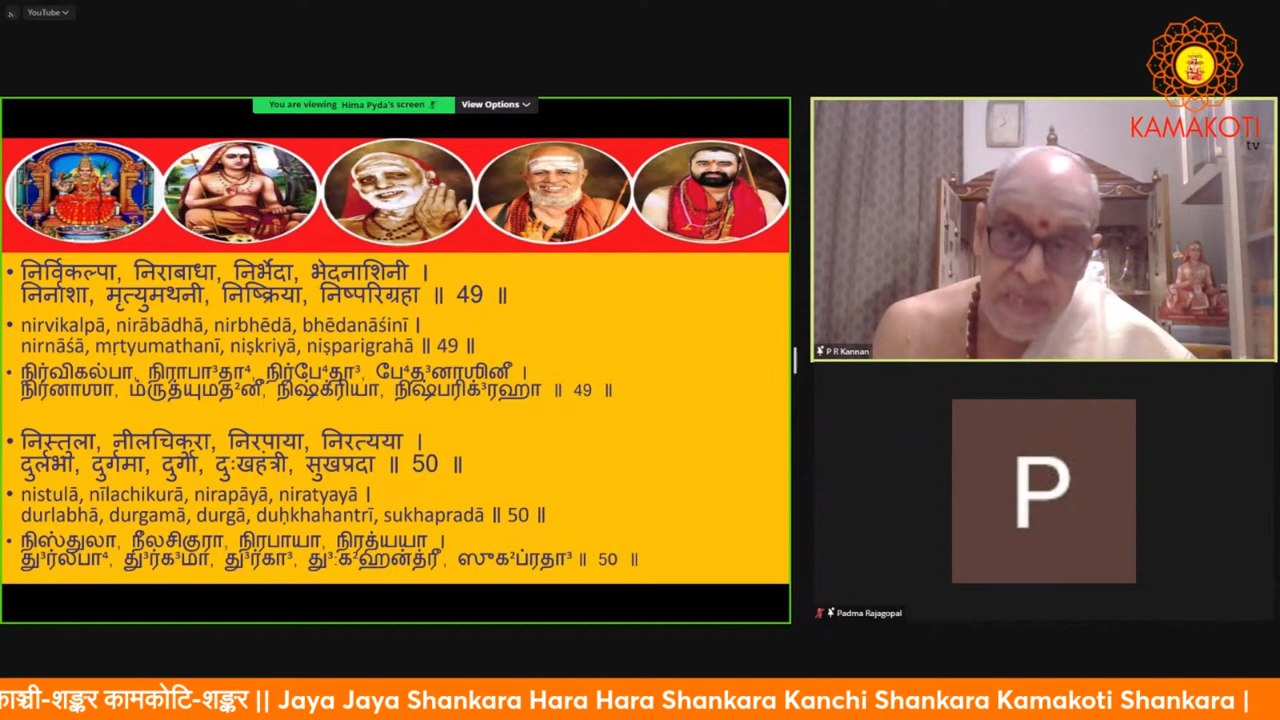 YouTube
KAMAKOTI
tv
You are viewing Hima Pyda's screen
View Options
• निर्विकल्पा, निराबाधा, निर्भेदा, भेदनाशिनी ।
निर्नाशा, मृत्युमथनी, निष्क्रिया, निष्परिग्रहा ॥ 49 ॥
• nirvikalpā, nirābādhā, nirbhēdā, bhēdanāśinī |
nirnāśā, mṛtyumathanī, niṣkriyā, niṣparigrahā ॥ 49 ॥
• நிர்விகல்பா, நிராபா³தா⁴, நிர்பே⁴தா³, பே⁴த³னாஶினீ ।
நிர்னாஶா, ம்ருத்யுமத²னீ, நிஷ்க்ரியா, நிஷ்பரிக்³ரஹா ॥ 49 ॥
• निस्तुला, नीलचिकुरा, निरपाया, निरत्यया ।
दुर्लभा, दुर्गमा, दुर्गा, दुःखहंत्री, सुखप्रदा ॥ 50 ॥
• nistulā, nīlachikurā, nirapāyā, niratyayā |
durlabhā, durgamā, durgā, duḥkhahantrī, sukhapradā ॥ 50 ॥
• நிஸ்துலா, நீலசிகுரா, நிரபாயா, நிரத்யயா ।
து³ர்லபா⁴, து³ர்க³மா, து³ர்கா³, து³:க²ஹன்த்ரீ, ஸுக²ப்ரதா³ ॥ 50 ॥
P R Kannan
P
Padma Rajagopal
काञ्ची-शङ्कर कामकोटि-शङ्कर || Jaya Jaya Shankara Hara Hara Shankara Kanchi Shankara Kamakoti Shankara |